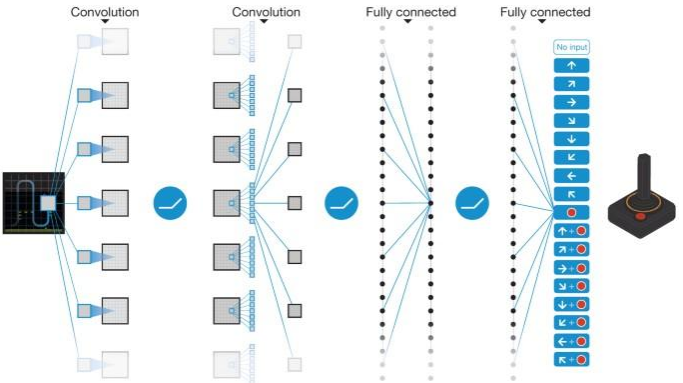 Convolution
Convolution
Fully connected
Fully connected
No input
+
+
+
+
+
+
+
+